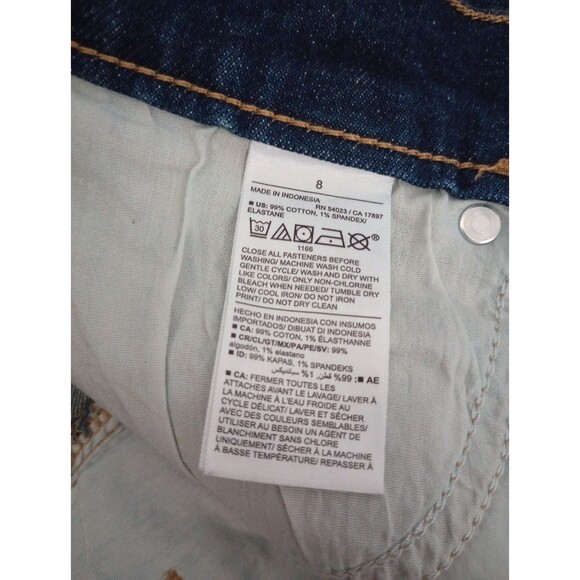 8
MADE IN INDONESIA RN 54023 / CA 17897
■ US: 99% COTTON, 1% SPANDEX/
ELASTANE
30
®
1166
CLOSE ALL FASTENERS BEFORE
WASHING/ MACHINE WASH COLD
GENTLE CYCLE/ WASH AND DRY WITH
LIKE COLORS/ ONLY NON-CHLORINE
BLEACH WHEN NEEDED/ TUMBLE DRY
LOW/ COOL IRON/ DO NOT IRON
PRINT/ DO NOT DRY CLEAN
HECHO EN INDONESIA CON INSUMOS
IMPORTADOS/ DIBUAT DI INDONESIA
■ CA: 99% COTON, 1% ÉLASTHANNE
■ CR/CL/GT/MX/PA/PE/SV: 99%
algodón, 1% elastano
■ ID: 99% KAPAS, 1% SPANDEKS
■ AE: 99% قطن, 1% سبانديكس
■ CA: FERMER TOUTES LES
ATTACHES AVANT LE LAVAGE/ LAVER À
LA MACHINE À L'EAU FROIDE AU
CYCLE DÉLICAT/ LAVER ET SÉCHER
AVEC DES COULEURS SEMBLABLES/
UTILISER AU BESOIN UN AGENT DE
BLANCHIMENT SANS CHLORE
UNIQUEMENT/ SÉCHER À LA MACHINE
À BASSE TEMPÉRATURE/ REPASSER À